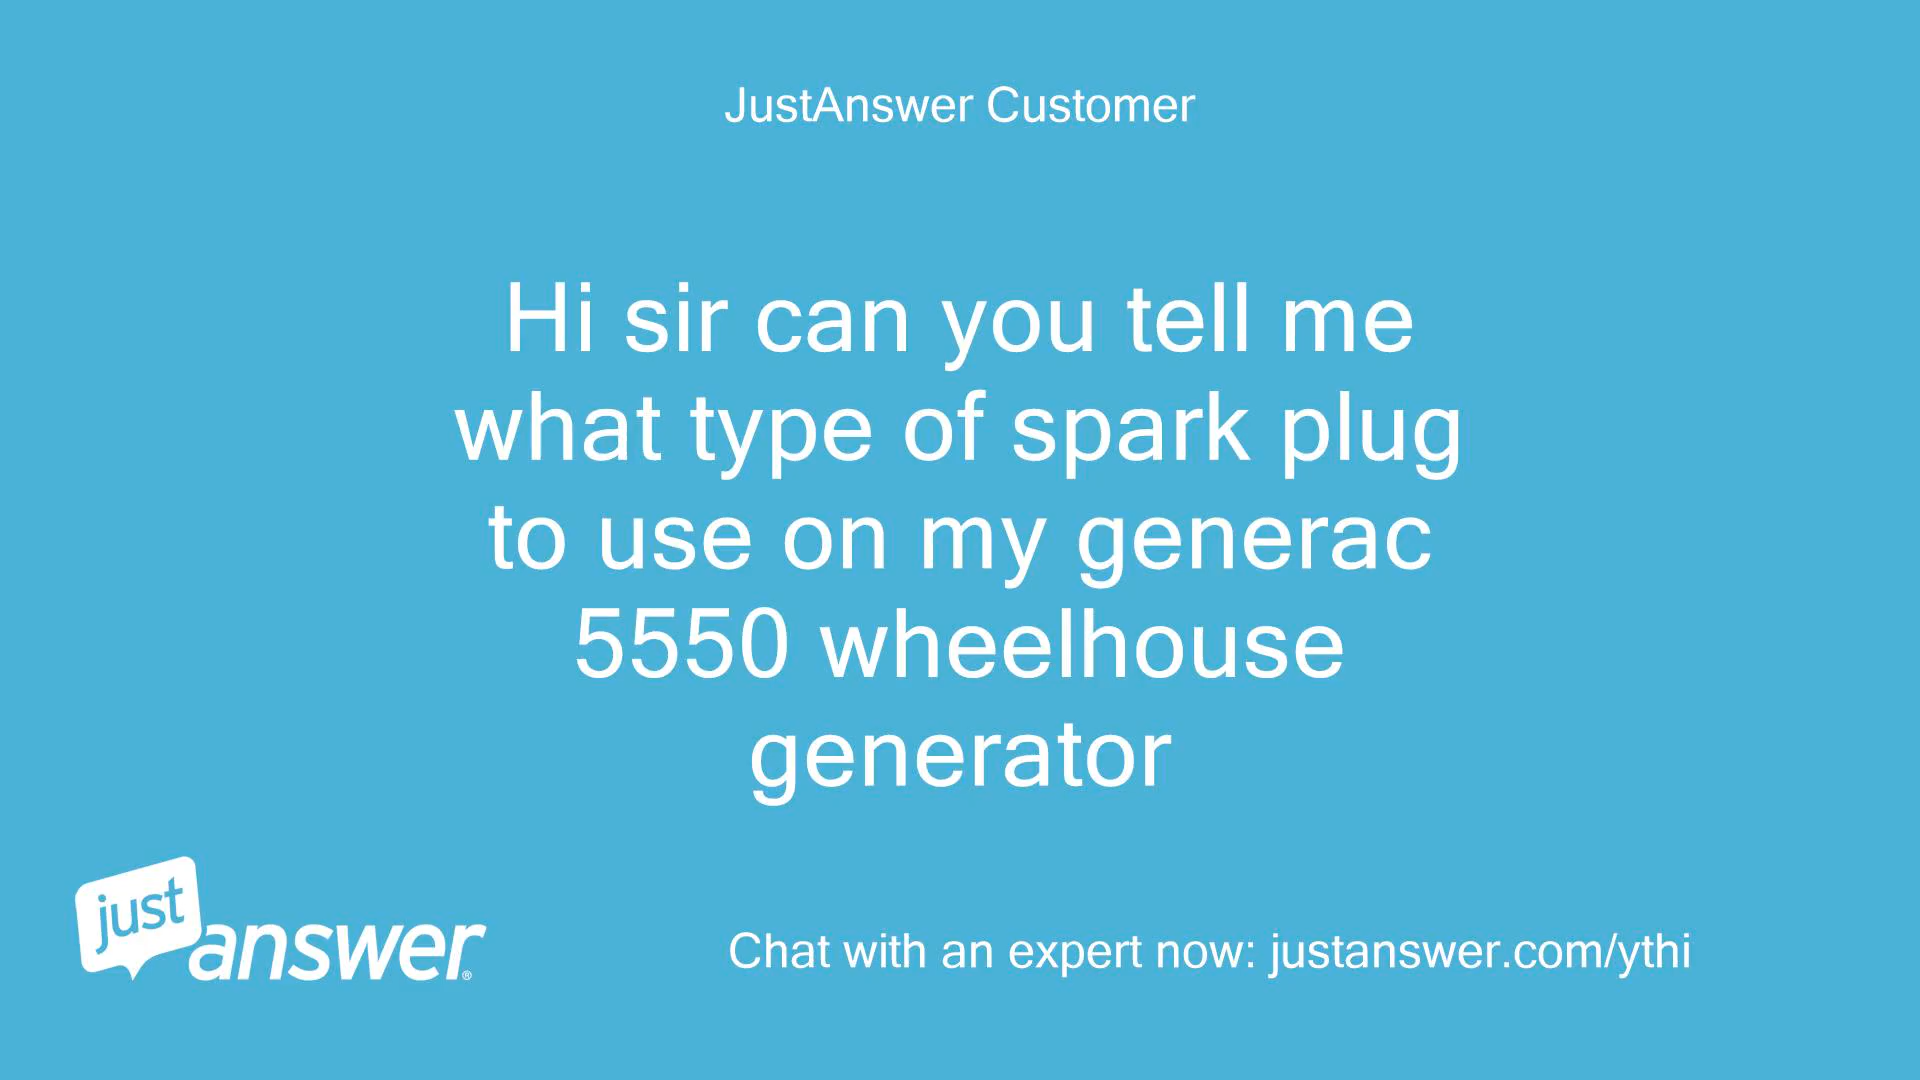 JustAnswer Customer
Hi sir can you tell me
what type of spark plug
to use on my generac
5550 wheelhouse
generator
just
answer®
Chat with an expert now: justanswer.com/ythi